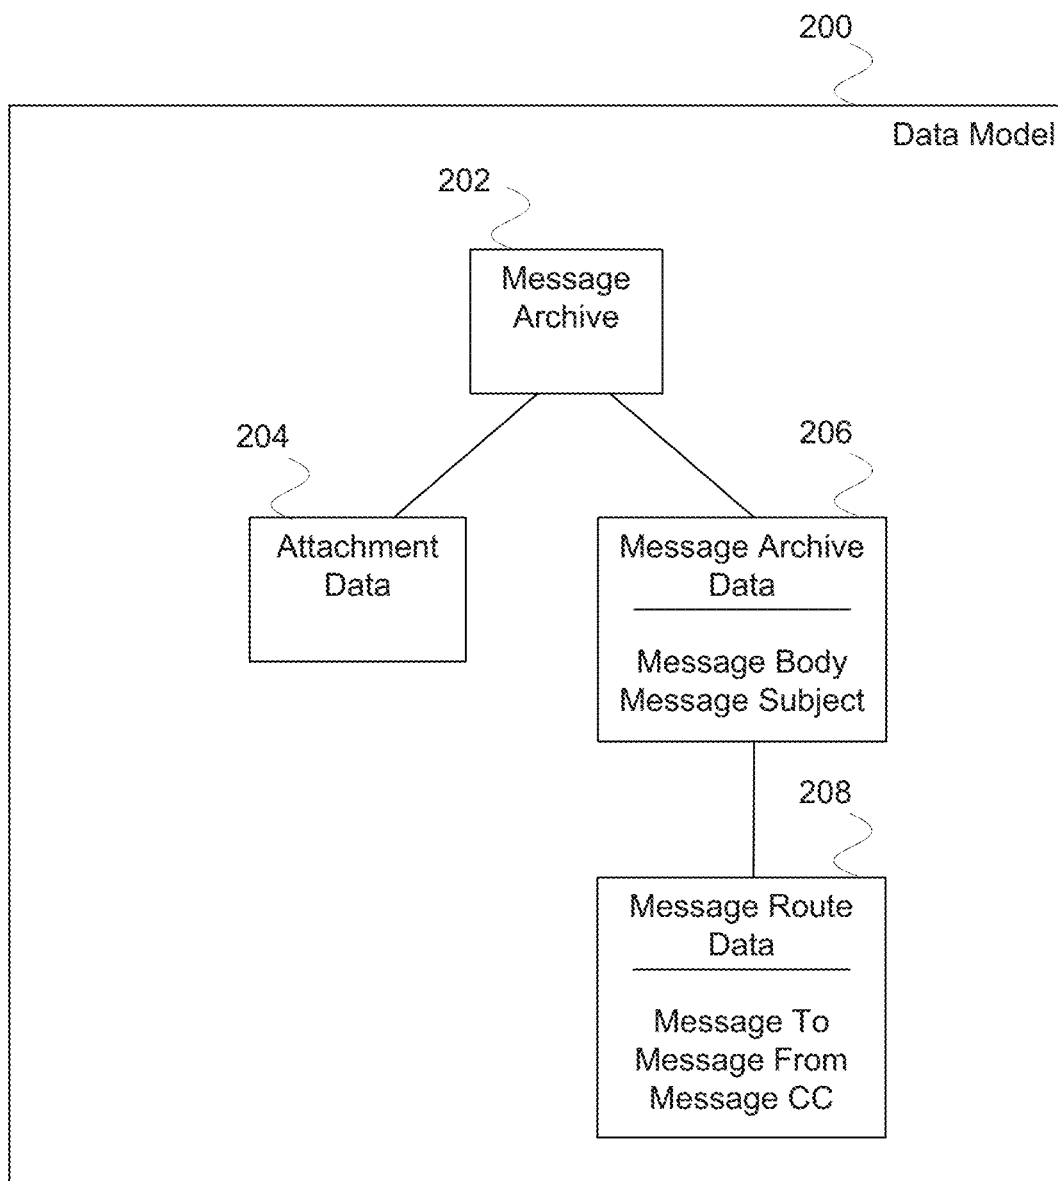 200
Data Model
202
Message
Archive
204
206
Attachment
Data
Message Archive
Data
Message Body
Message Subject
208
Message Route
Data
Message To
Message From
Message CC